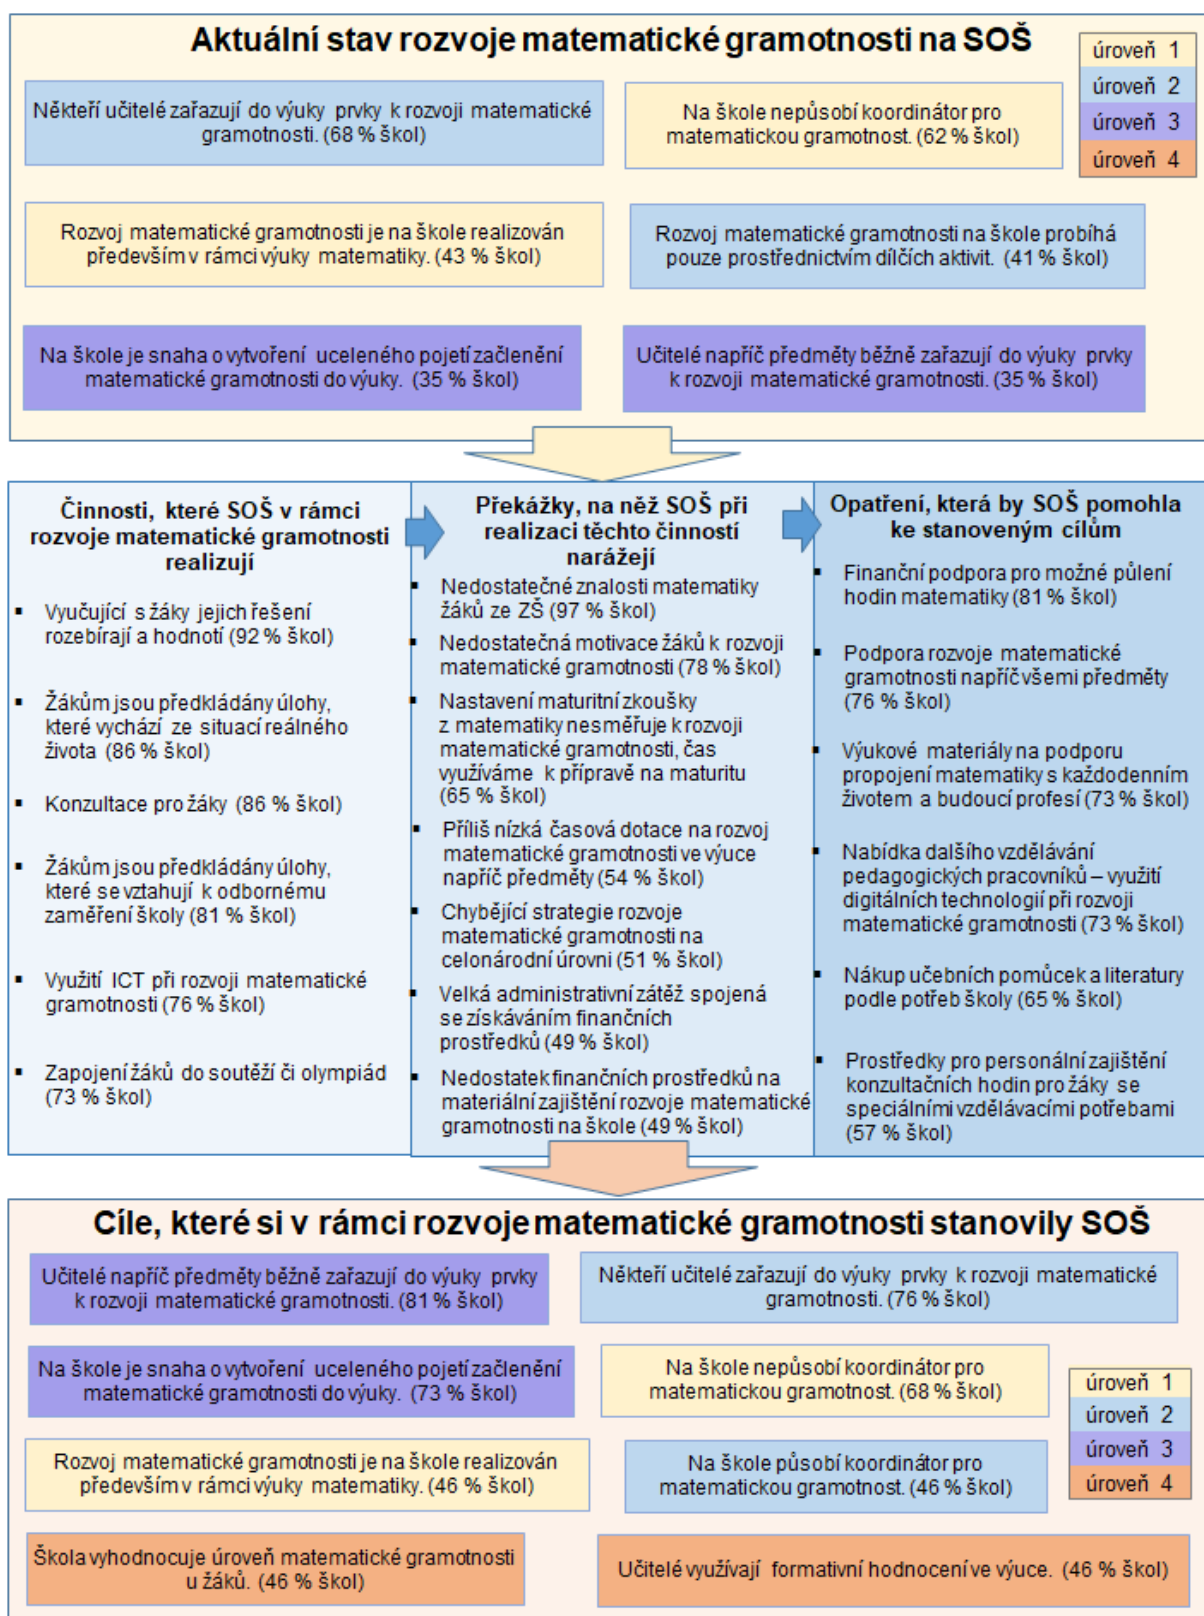 Aktuální stav rozvoje matematické gramotnosti na SOŠ
úroveň 1
úroveň 2
úroveň 3
úroveň 4
Někteří učitelé zařazují do výuky prvky k rozvoji matematické
gramotnosti. (68 % škol)
Na škole nepůsobí koordinátor pro
matematickou gramotnost. (62 % škol)
Rozvoj matematické gramotnosti je na škole realizován
především v rámci výuky matematiky. (43 % škol)
Rozvoj matematické gramotnosti na škole probíhá
pouze prostřednictvím dílčích aktivit. (41 % škol)
Na škole je snaha o vytvoření uceleného pojetí začlenění
matematické gramotnosti do výuky. (35 % škol)
Učitelé napříč předměty běžně zařazují do výuky prvky
k rozvoji matematické gramotnosti. (35 % škol)
Činnosti, které SOŠ v rámci
rozvoje matematické gramotnosti
realizují
▪ Vyučující s žáky jejich řešení
rozebírají a hodnotí (92 % škol)
▪ Žákům jsou předkládány úlohy,
které vychází ze situací reálného
života (86 % škol)
▪ Konzultace pro žáky (86 % škol)
▪ Žákům jsou předkládány úlohy,
které se vztahují k odbornému
zaměření školy (81 % škol)
▪ Využití ICT při rozvoji matematické
gramotnosti (76 % škol)
▪ Zapojení žáků do soutěží či olympiád
(73 % škol)
Překážky, na něž SOŠ při
realizaci těchto činností
narážejí
▪ Nedostatečné znalosti matematiky
žáků ze ZŠ (97 % škol)
▪ Nedostatečná motivace žáků k rozvoji
matematické gramotnosti (78 % škol)
▪ Nastavení maturitní zkoušky
z matematiky nesměřuje k rozvoji
matematické gramotnosti, čas
využíváme k přípravě na maturitu
(65 % škol)
▪ Příliš nízká časová dotace na rozvoj
matematické gramotnosti ve výuce
napříč předměty (54 % škol)
▪ Chybějící strategie rozvoje
matematické gramotnosti na
celonárodní úrovni (51 % škol)
▪ Velká administrativní zátěž spojená
se získáváním finančních
prostředků (49 % škol)
▪ Nedostatek finančních prostředků na
materiální zajištění rozvoje matematické
gramotnosti na škole (49 % škol)
Opatření, která by SOŠ pomohla
ke stanoveným cílům
▪ Finanční podpora pro možné půlení
hodin matematiky (81 % škol)
▪ Podpora rozvoje matematické
gramotnosti napříč všemi předměty
(76 % škol)
▪ Výukové materiály na podporu
propojení matematiky s každodenním
životem a budoucí profesí (73 % škol)
▪ Nabídka dalšího vzdělávání
pedagogických pracovníků – využití
digitálních technologií při rozvoji
matematické gramotnosti (73 % škol)
▪ Nákup učebních pomůcek a literatury
podle potřeb školy (65 % škol)
▪ Prostředky pro personální zajištění
konzultačních hodin pro žáky se
speciálními vzdělávacími potřebami
(57 % škol)
Cíle, které si v rámci rozvoje matematické gramotnosti stanovily SOŠ
Učitelé napříč předměty běžně zařazují do výuky prvky
k rozvoji matematické gramotnosti. (81 % škol)
Někteří učitelé zařazují do výuky prvky k rozvoji matematické
gramotnosti. (76 % škol)
Na škole je snaha o vytvoření uceleného pojetí začlenění
matematické gramotnosti do výuky. (73 % škol)
Na škole nepůsobí koordinátor pro
matematickou gramotnost. (68 % škol)
úroveň 1
úroveň 2
úroveň 3
úroveň 4
Rozvoj matematické gramotnosti je na škole realizován
především v rámci výuky matematiky. (46 % škol)
Na škole působí koordinátor pro
matematickou gramotnost. (46 % škol)
Škola vyhodnocuje úroveň matematické gramotnosti
u žáků. (46 % škol)
Učitelé využívají formativní hodnocení ve výuce. (46 % škol)